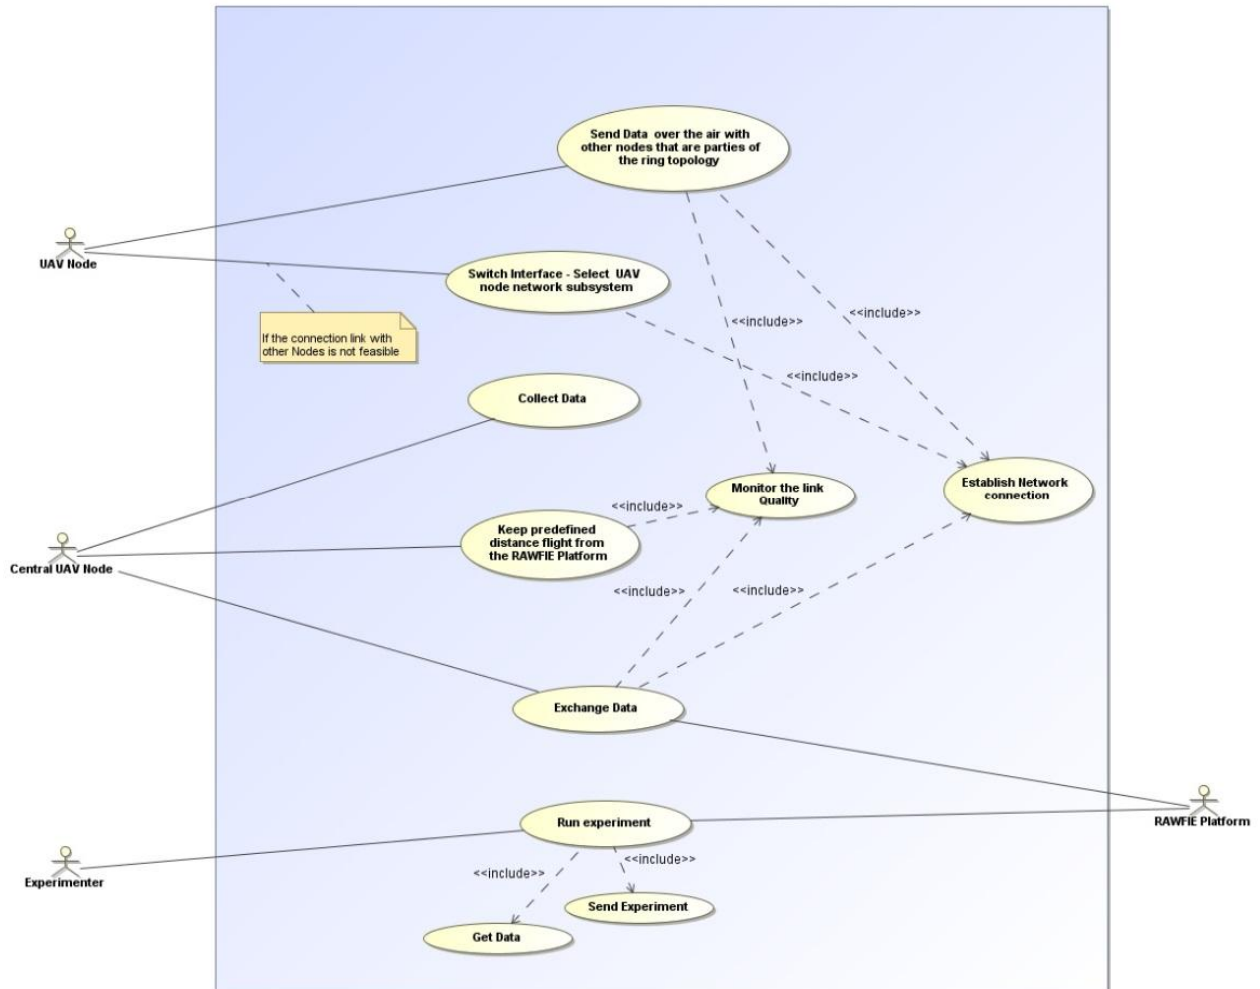 Send Data over the air with
other nodes that are parties of
the ring topology
UAV Node
Switch Interface - Select UAV
node network subsystem
<<include>>
<<include>>
If the connection link with
other Nodes is not feasible
<<include>>
Collect Data
Monitor the link
Quality
Establish Network
connection
<<include>>
Keep predefined
distance flight from
the RAWFIE Platform
Central UAV Node
<<include>>
<<include>>
Exchange Data
Run experiment
RAWFIE Platform
<<include>>
<<include>>
Experimenter
Send Experiment
Get Data